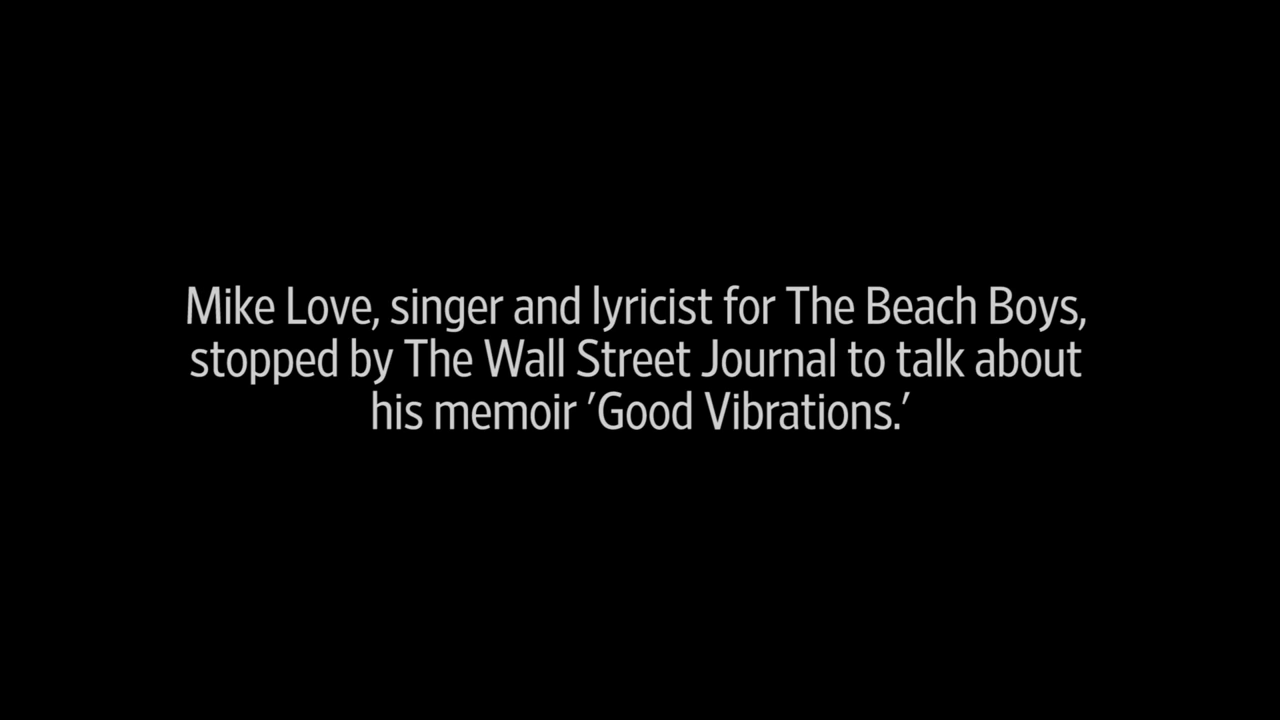 Mike Love, singer and lyricist for The Beach Boys,
stopped by The Wall Street Journal to talk about
his memoir 'Good Vibrations.'